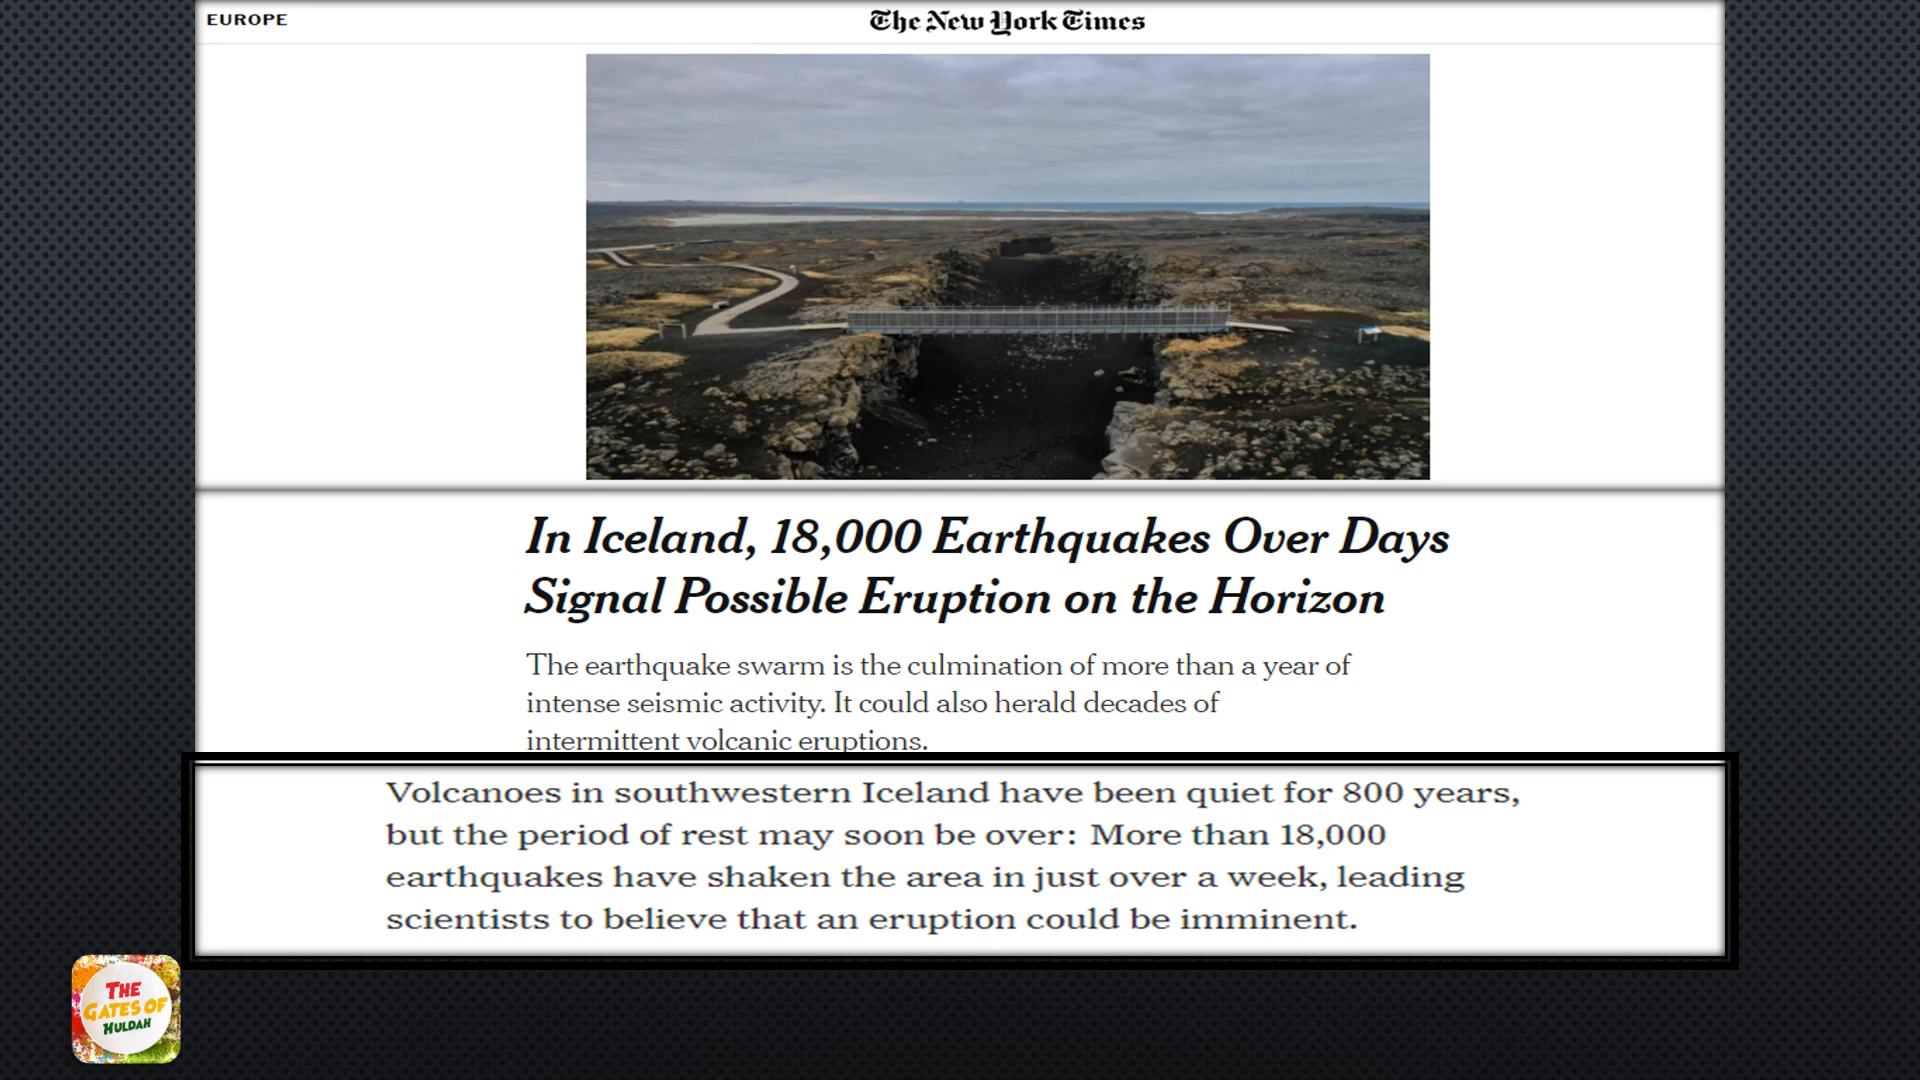 EUROPE
The New York Times
In Iceland, 18,000 Earthquakes Over Days
Signal Possible Eruption on the Horizon
The earthquake swarm is the culmination of more than a year of
intense seismic activity. It could also herald decades of
intermittent volcanic eruptions.
Volcanoes in southwestern Iceland have been quiet for 800 years,
but the period of rest may soon be over: More than 18,000
earthquakes have shaken the area in just over a week, leading
scientists to believe that an eruption could be imminent.
THE
GATES OF
HULDAH